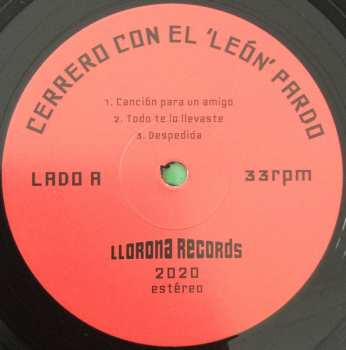 CERRERO CON EL 'LEÓN' PARDO
1. Canción para un amigo
2. Todo te lo llevaste
3. Despedida
LADO A 33rpm
LLORONA RECORDS
2020
estéreo